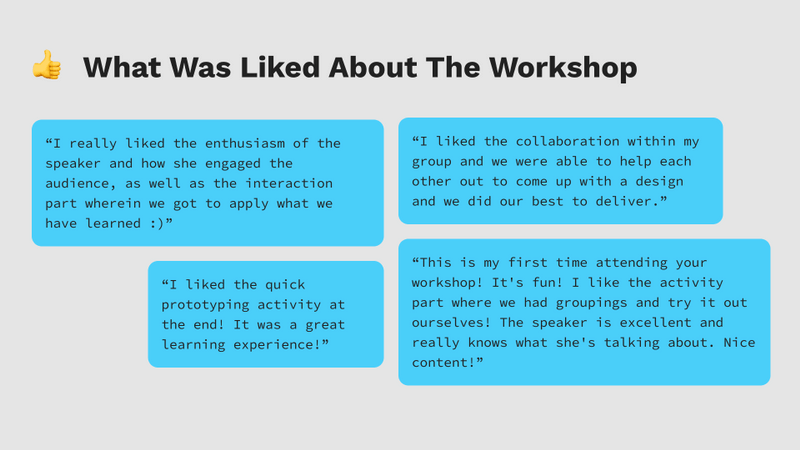 👍 What Was Liked About The Workshop
“I really liked the enthusiasm of the
speaker and how she engaged the
audience, as well as the interaction
part wherein we got to apply what we
have learned :)”
“I liked the collaboration within my
group and we were able to help each
other out to come up with a design
and we did our best to deliver.”
“I liked the quick
prototyping activity at
the end! It was a great
learning experience!”
“This is my first time attending your
workshop! It's fun! I like the activity
part where we had groupings and try it out
ourselves! The speaker is excellent and
really knows what she's talking about. Nice
content!”